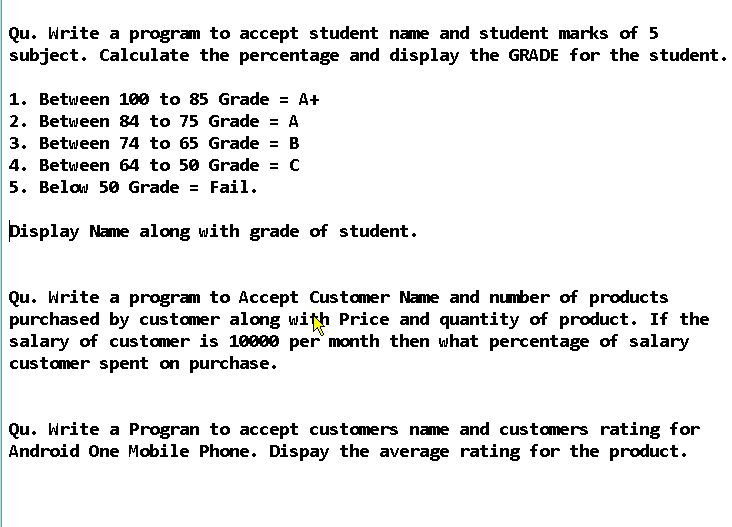 Qu. Write a program to accept student name and student marks of 5
subject. Calculate the percentage and display the GRADE for the student.
1. Between 100 to 85 Grade = A+
2. Between 84 to 75 Grade = A
3. Between 74 to 65 Grade = B
4. Between 64 to 50 Grade = C
5. Below 50 Grade = Fail.
Display Name along with grade of student.
Qu. Write a program to Accept Customer Name and number of products
purchased by customer along with Price and quantity of product. If the
salary of customer is 10000 per month then what percentage of salary
customer spent on purchase.
Qu. Write a Progran to accept customers name and customers rating for
Android One Mobile Phone. Dispay the average rating for the product.